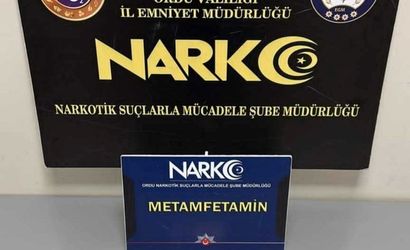 ORDU VALİLİĞİ
İL EMNİYET MÜDÜRLÜĞÜ
NARKO
NARKOTİK SUÇLARLA MÜCADELE ŞUBE MÜDÜRLÜĞÜ
NARKO
ORDU NARKOTİK SUÇLARLA MÜCADELE ŞUBE MÜDÜRLÜĞÜ
METAMFETAMİN